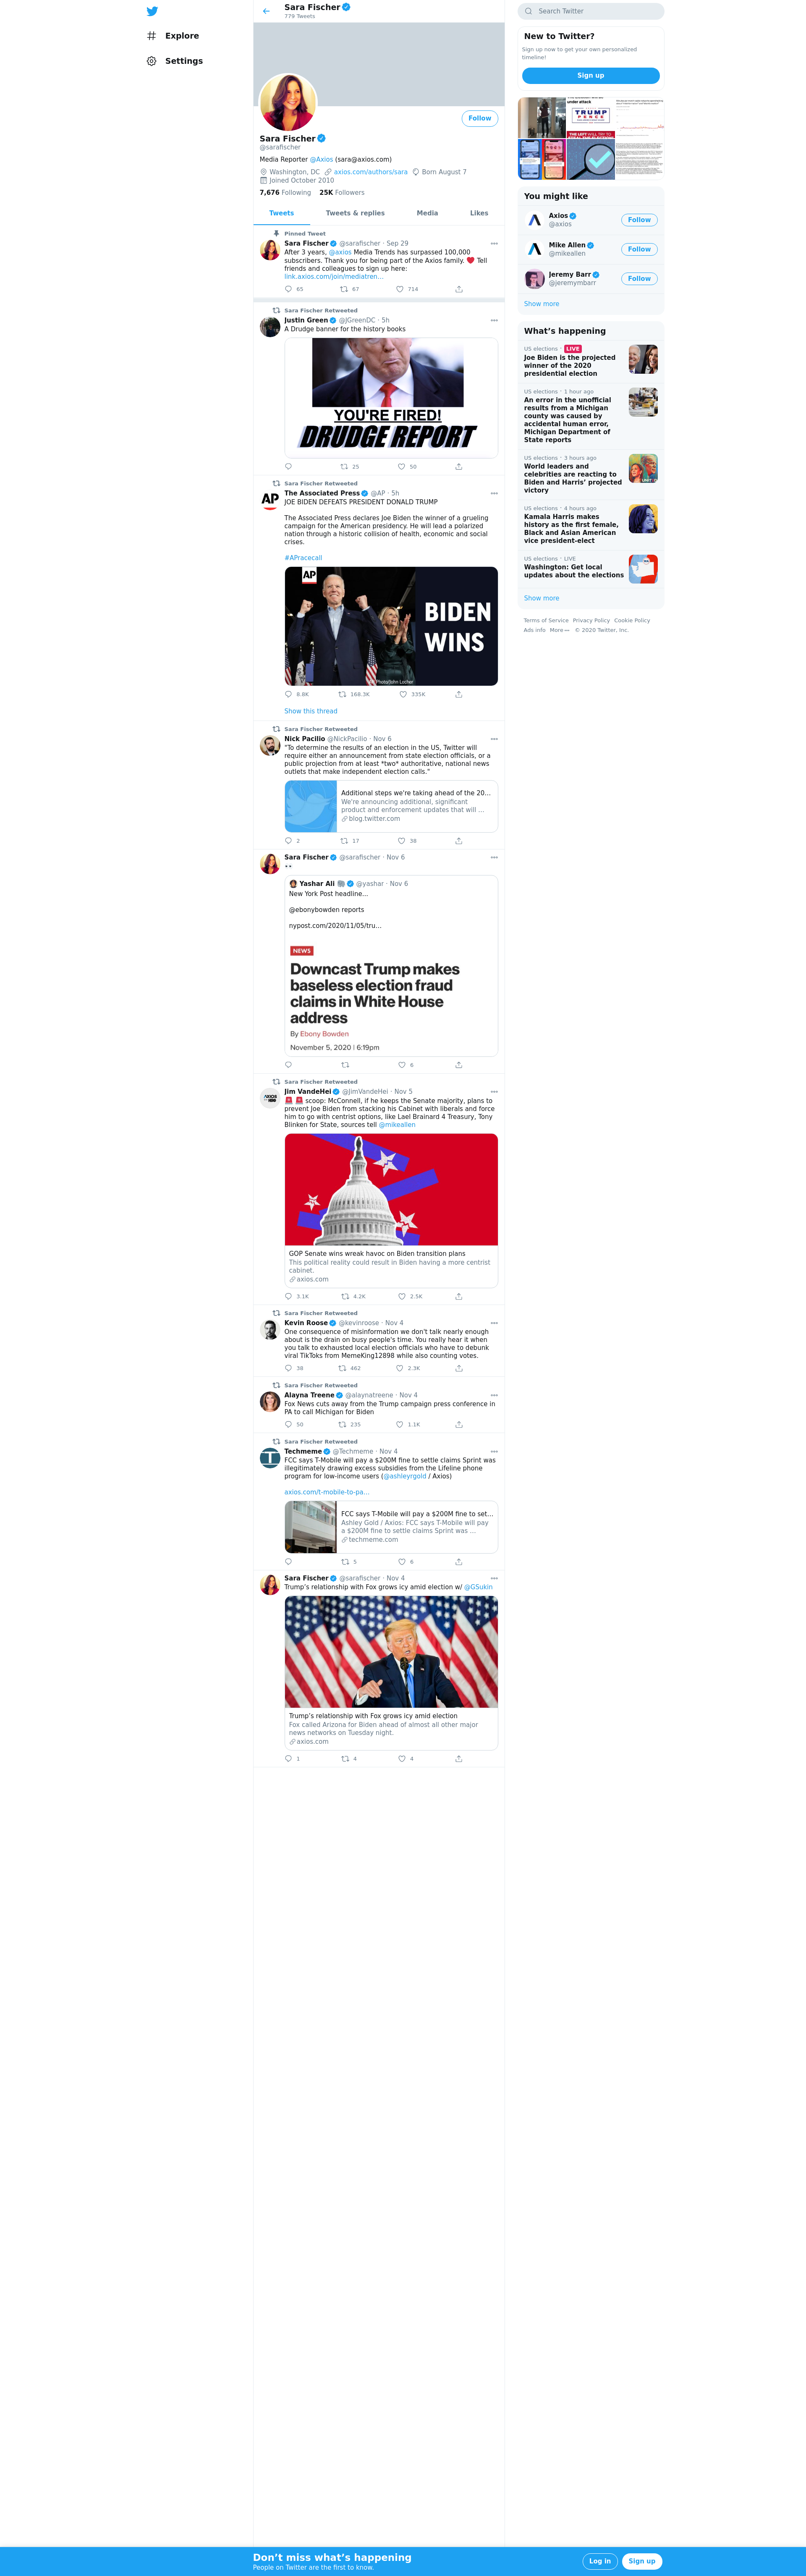 Explore
Settings
Sara Fischer
779 Tweets
Follow
Sara Fischer
@sarafischer
Media Reporter @Axios (sara@axios.com)
Washington, DC axios.com/authors/sara Born August 7
Joined October 2010
7,676 Following 25K Followers
Tweets Tweets & replies Media Likes
Pinned Tweet
Sara Fischer @sarafischer · Sep 29
After 3 years, @axios Media Trends has surpassed 100,000
subscribers. Thank you for being part of the Axios family. ❤️ Tell
friends and colleagues to sign up here:
link.axios.com/join/mediatren…
65 67 714
Sara Fischer Retweeted
Justin Green @JGreenDC · 5h
A Drudge banner for the history books
YOU'RE FIRED!
DRUDGE REPORT
25 50
Sara Fischer Retweeted
The Associated Press @AP · 5h
JOE BIDEN DEFEATS PRESIDENT DONALD TRUMP
The Associated Press declares Joe Biden the winner of a grueling
campaign for the American presidency. He will lead a polarized
nation through a historic collision of health, economic and social
crises.
#APracecall
AP
BIDEN
WINS
Photo/John Locher
8.8K 168.3K 335K
Show this thread
Sara Fischer Retweeted
Nick Pacilio @NickPacilio · Nov 6
"To determine the results of an election in the US, Twitter will
require either an announcement from state election officials, or a
public projection from at least *two* authoritative, national news
outlets that make independent election calls."
Additional steps we're taking ahead of the 20…
We're announcing additional, significant
product and enforcement updates that will …
blog.twitter.com
2 17 38
Sara Fischer @sarafischer · Nov 6
👀
Yashar Ali 🐘 @yashar · Nov 6
New York Post headline…
@ebonybowden reports
nypost.com/2020/11/05/tru…
NEWS
Downcast Trump makes
baseless election fraud
claims in White House
address
By Ebony Bowden
November 5, 2020 | 6:19pm
6
Sara Fischer Retweeted
Jim VandeHei @JimVandeHei · Nov 5
🚨 🚨 scoop: McConnell, if he keeps the Senate majority, plans to
prevent Joe Biden from stacking his Cabinet with liberals and force
him to go with centrist options, like Lael Brainard 4 Treasury, Tony
Blinken for State, sources tell @mikeallen
GOP Senate wins wreak havoc on Biden transition plans
This political reality could result in Biden having a more centrist
cabinet.
axios.com
3.1K 4.2K 2.5K
Sara Fischer Retweeted
Kevin Roose @kevinroose · Nov 4
One consequence of misinformation we don't talk nearly enough
about is the drain on busy people's time. You really hear it when
you talk to exhausted local election officials who have to debunk
viral TikToks from MemeKing12898 while also counting votes.
38 462 2.3K
Sara Fischer Retweeted
Alayna Treene @alaynatreene · Nov 4
Fox News cuts away from the Trump campaign press conference in
PA to call Michigan for Biden
50 235 1.1K
Sara Fischer Retweeted
Techmeme @Techmeme · Nov 4
FCC says T-Mobile will pay a $200M fine to settle claims Sprint was
illegitimately drawing excess subsidies from the Lifeline phone
program for low-income users (@ashleyrgold / Axios)
axios.com/t-mobile-to-pa…
FCC says T-Mobile will pay a $200M fine to set…
Ashley Gold / Axios: FCC says T-Mobile will pay
a $200M fine to settle claims Sprint was …
techmeme.com
5 6
Sara Fischer @sarafischer · Nov 4
Trump's relationship with Fox grows icy amid election w/ @GSukin
Trump's relationship with Fox grows icy amid election
Fox called Arizona for Biden ahead of almost all other major
news networks on Tuesday night.
axios.com
1 4 4
Search Twitter
New to Twitter?
Sign up now to get your own personalized
timeline!
Sign up
under attack
TRUMP
PENCE
THE LEFT WILL TRY TO
You might like
Axios
@axios
Follow
Mike Allen
@mikeallen
Follow
Jeremy Barr
@jeremymbarr
Follow
Show more
What's happening
US elections · LIVE
Joe Biden is the projected
winner of the 2020
presidential election
US elections · 1 hour ago
An error in the unofficial
results from a Michigan
county was caused by
accidental human error,
Michigan Department of
State reports
US elections · 3 hours ago
World leaders and
celebrities are reacting to
Biden and Harris' projected
victory
US elections · 4 hours ago
Kamala Harris makes
history as the first female,
Black and Asian American
vice president-elect
US elections · LIVE
Washington: Get local
updates about the elections
Show more
Terms of Service Privacy Policy Cookie Policy
Ads info More ··· © 2020 Twitter, Inc.
Don't miss what's happening
People on Twitter are the first to know.
Log in
Sign up